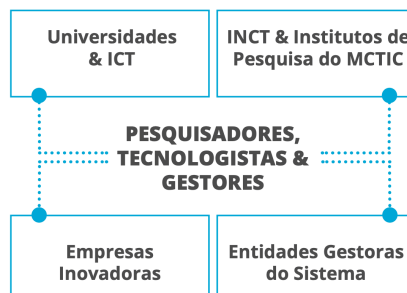 Universidades
& ICT
INCT & Institutos de
Pesquisa do MCTIC
PESQUISADORES,
TECNOLOGISTAS &
GESTORES
Empresas
Inovadoras
Entidades Gestoras
do Sistema